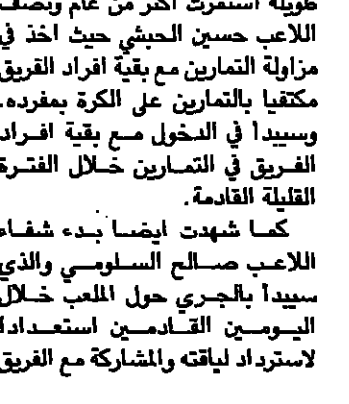 طويلة استغرقت اكثر من عام ونصف
اللاعب حسين الحبشي حيث اخذ في
مزاولة التمارين مع بقية افراد الفريق
مكتفيا بالتمارين على الكرة بمفرده.
وسيبدأ في الدخول مع بقية افراد
الفريق في التمارين خلال الفترة
القليلة القادمة.
كما شهدت ايضا بدء شفاء
اللاعب صالح السلومي والذي
سيبدأ بالجري حول الملعب خلال
اليومين القادمين استعدادا
لاسترداد لياقته والمشاركة مع الفريق